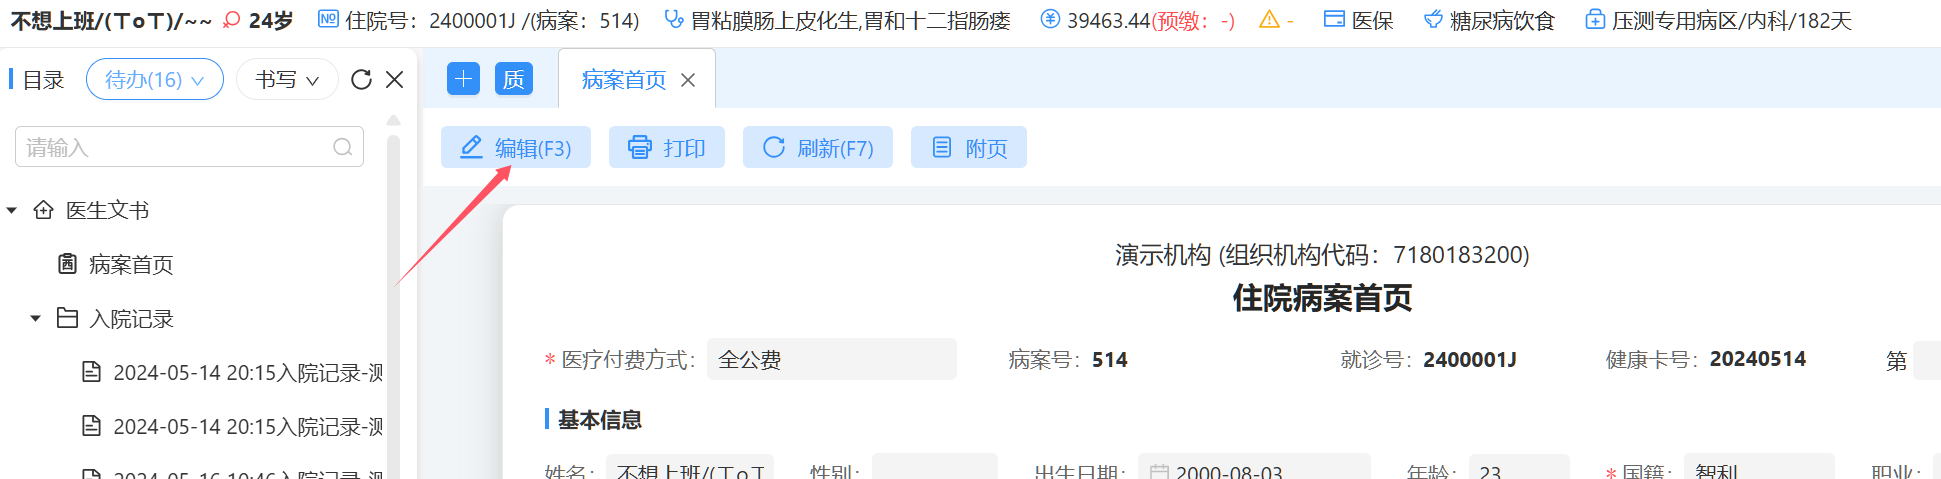 不想上班/(ㄒoㄒ)/~~ 24岁 NO 住院号：2400001J /(病案：514) 胃粘膜肠上皮化生,胃和十二指肠瘘 39463.44(预缴：-) - 医保 糖尿病饮食 压测专用病区/内科/182天
目录 待办(16) 书写
质 病案首页
请输入
编辑(F3) 打印 刷新(F7) 附页
医生文书
病案首页
入院记录
2024-05-14 20:15入院记录-测
2024-05-14 20:15入院记录-测
2024-05-16 10:46入院记录-测
演示机构 (组织机构代码：7180183200)
住院病案首页
* 医疗付费方式： 全公费 病案号：514 就诊号：2400001J 健康卡号：20240514 第
基本信息
姓名： 不想上班/(ㄒoㄒ 性别： 出生日期： 2000-08-03 年龄： 23 * 国籍： 智利 职业：